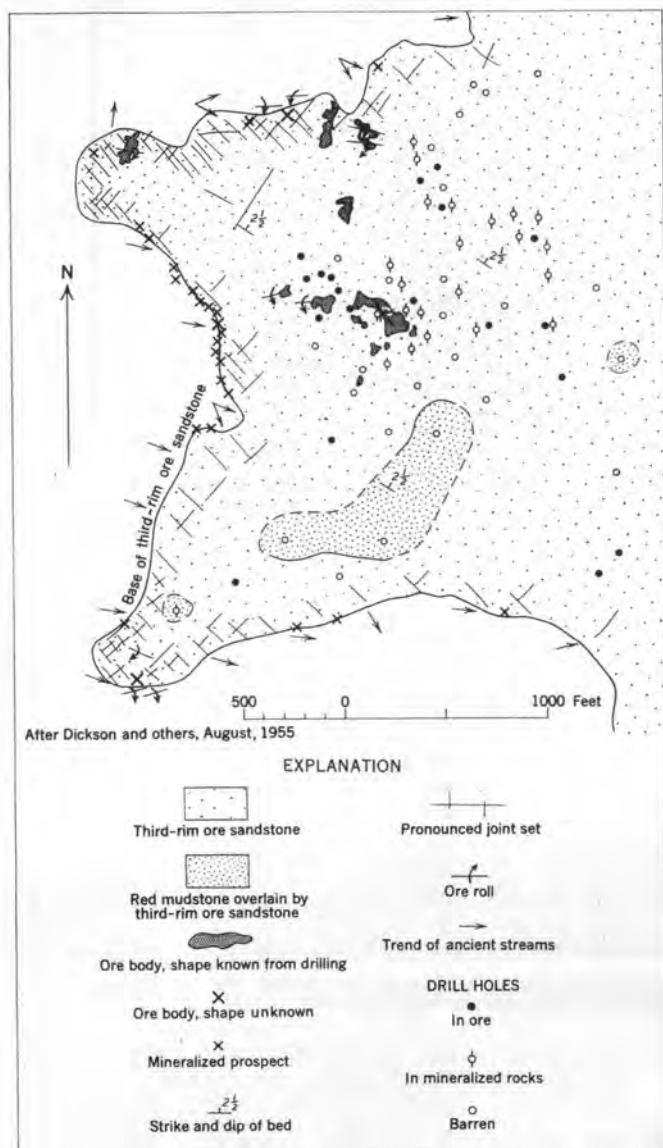 N
2½
2½
2½
Base of third-rim ore sandstone
500 0 1000 Feet
After Dickson and others, August, 1955
EXPLANATION
Third-rim ore sandstone
Pronounced joint set
Red mudstone overlain by
third-rim ore sandstone
Ore roll
Ore body, shape known from drilling
Trend of ancient streams
Ore body, shape unknown
DRILL HOLES
In ore
Mineralized prospect
In mineralized rocks
2½
Strike and dip of bed
Barren